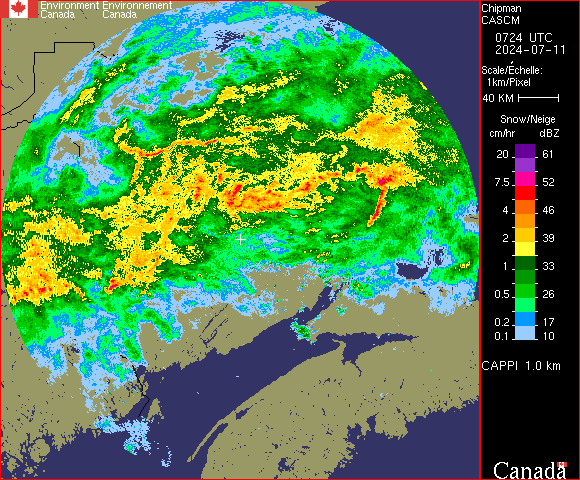 Environment Environnement
Canada Canada
Chipman
CASCM
0724 UTC
2024-07-11
Scale/Échelle:
1km/Pixel
40 KM
Snow/Neige
cm/hr dBZ
20 61
7.5 52
4 46
2 39
1 33
0.5 26
0.2 17
0.1 10
CAPPI 1.0 km
Canada